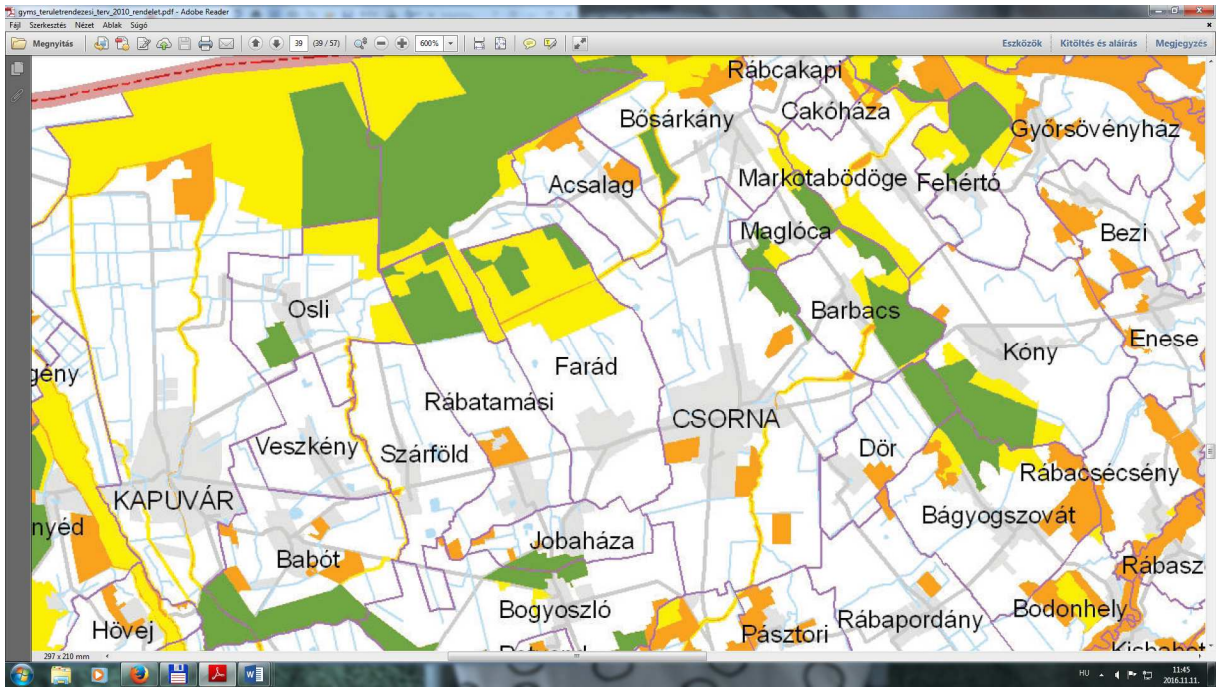 gyms_teruletrendezesi_terv_2010_rendelet.pdf - Adobe Reader
Fájl Szerkesztés Nézet Ablak Súgó
Megnyitás 39 (39 / 57) 600% Eszközök Kitöltés és aláírás Megjegyzés
Rábcakapi
Bősárkány Cakóháza
Győrsövényház
Acsalag Markotabödöge Fehértó
Maglóca Bezi
Osli Barbacs
Enese
Kóny
gény Farád
Rábatamási
CSORNA
Veszkény Szárföld Dör
Rábacsécsény
KAPUVÁR
Bágyogszovát
nyéd
Jobaháza
Babót Rábasz
Bogyoszló Bodonhely
Hövej Pásztori Rábapordány
297 x 210 mm
HU 11:45
2016.11.11.